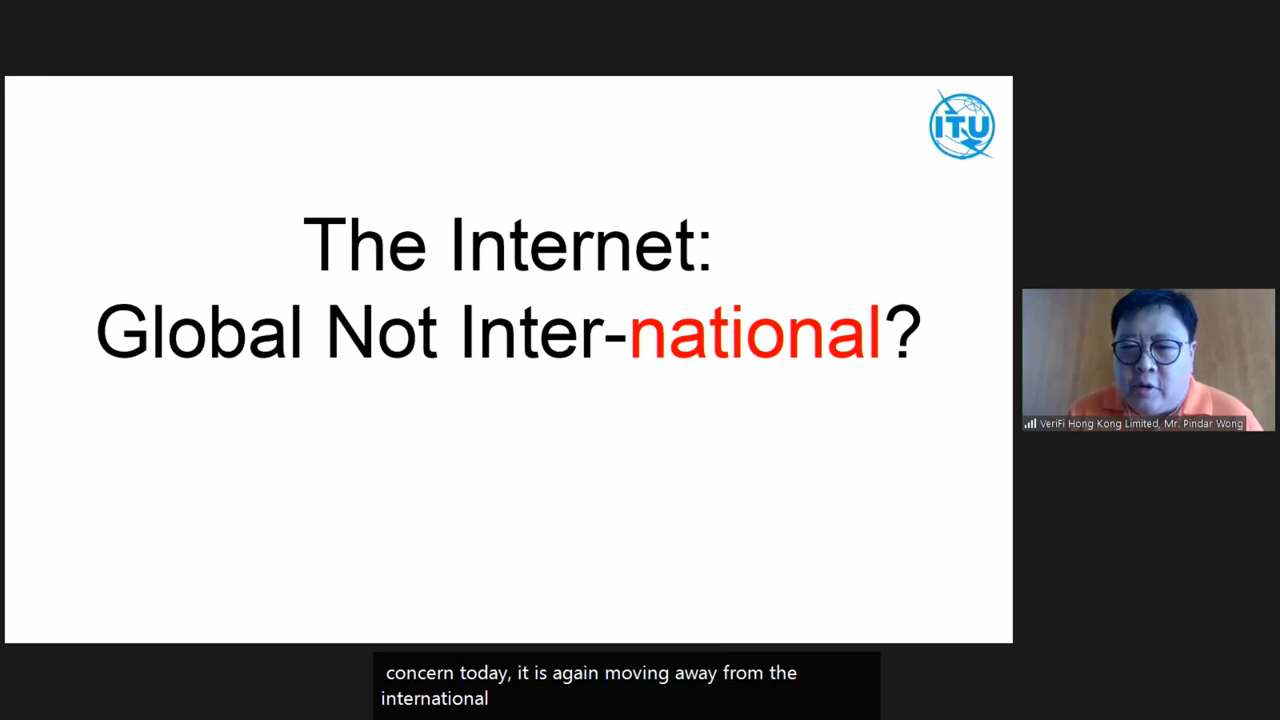 ITU
The Internet:
Global Not Inter-national?
VeriFi Hong Kong Limited, Mr. Pindar Wong
concern today, it is again moving away from the
international